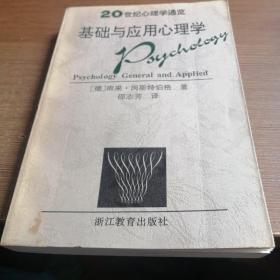 20世纪心理学通览
基础与应用心理学
Psychology
Psychology General and Applied
[德]雨果·闵斯特伯格 著
邵志芳 译
浙江教育出版社